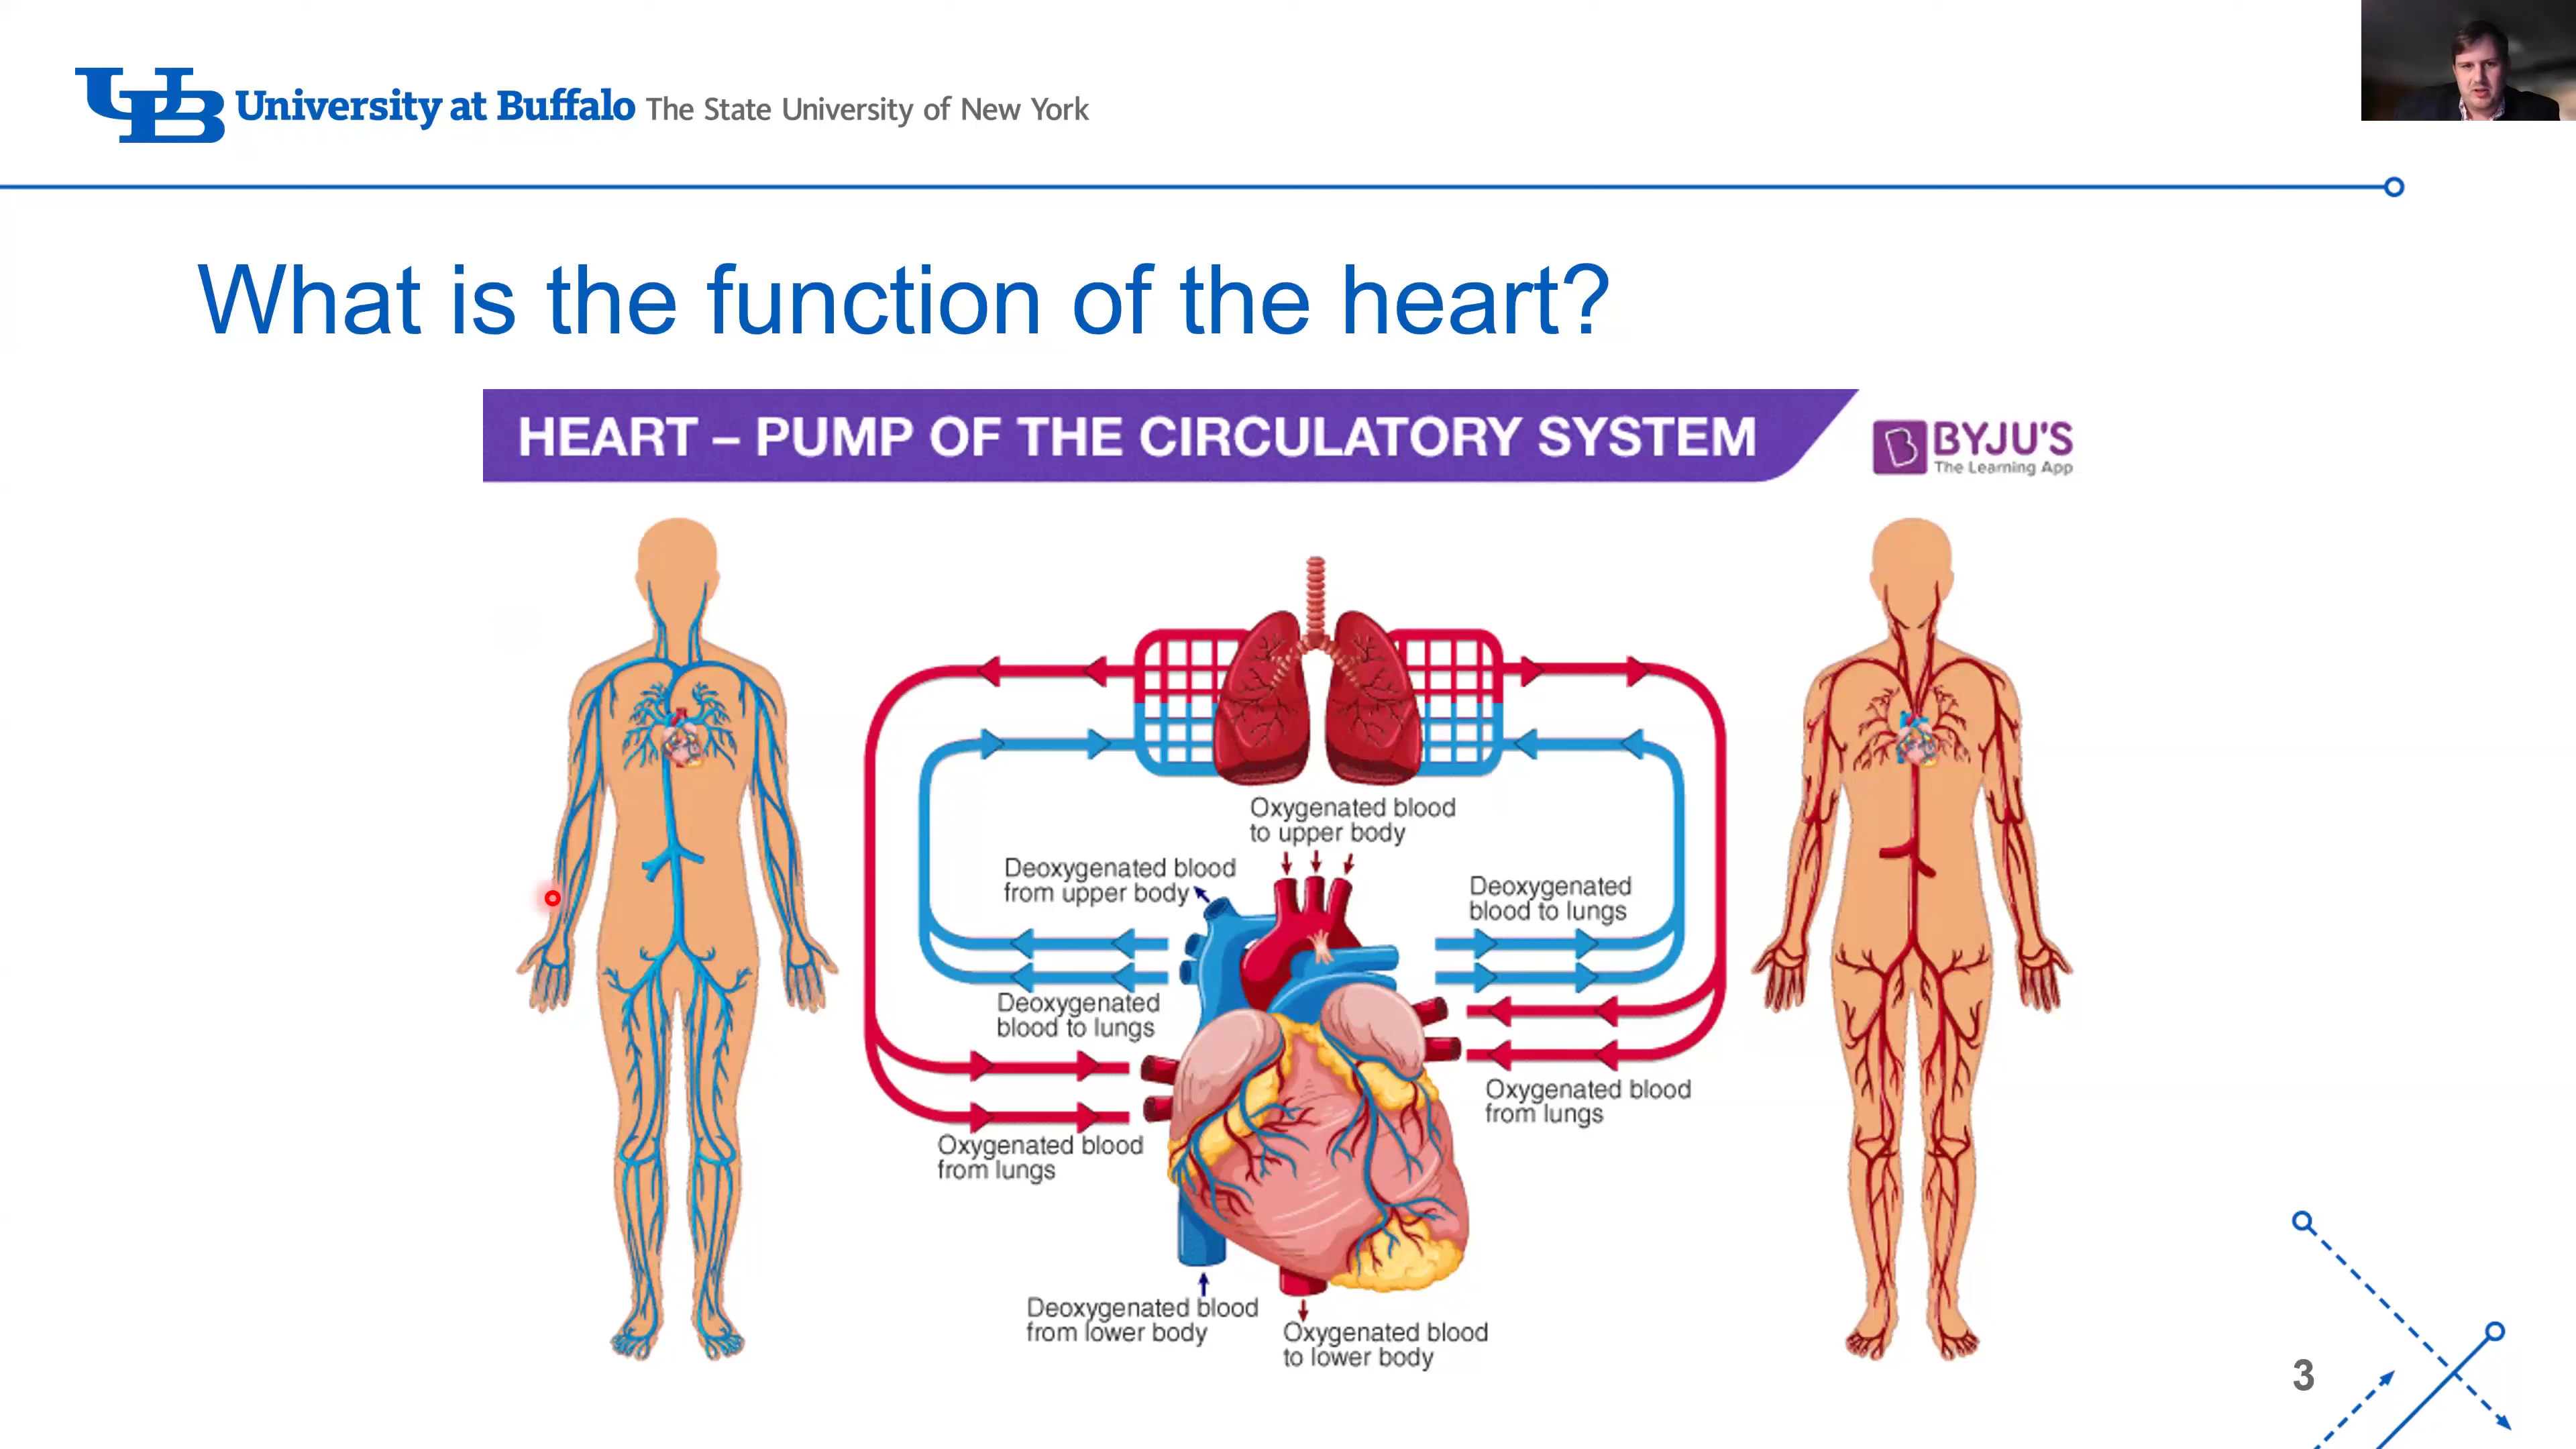 UB University at Buffalo The State University of New York
What is the function of the heart?
HEART – PUMP OF THE CIRCULATORY SYSTEM
B BYJU'S
The Learning App
Oxygenated blood
to upper body
Deoxygenated blood
from upper body
Deoxygenated
blood to lungs
Deoxygenated
blood to lungs
Oxygenated blood
from lungs
Oxygenated blood
from lungs
Deoxygenated blood
from lower body
Oxygenated blood
to lower body
3